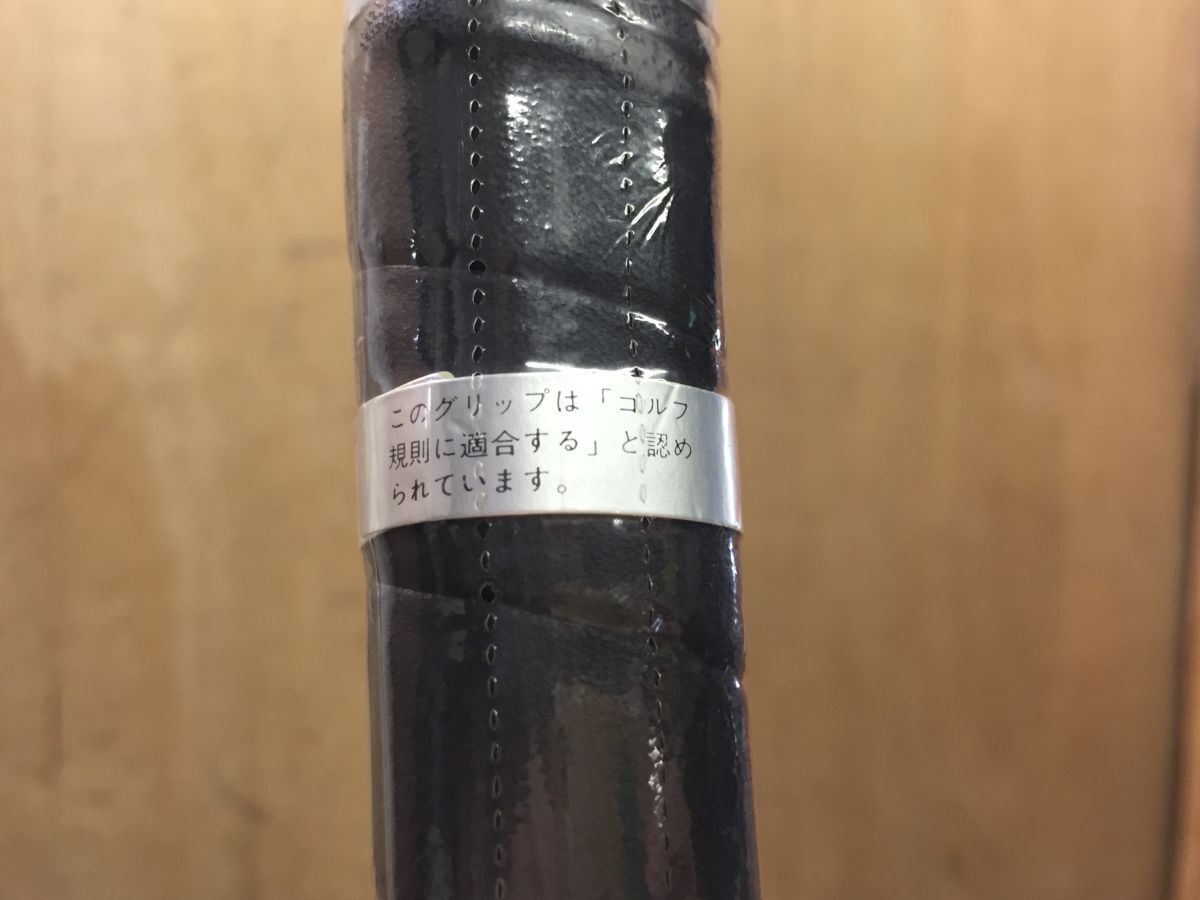 このグリップは「ゴルフ
規則に適合する」と認め
られています。